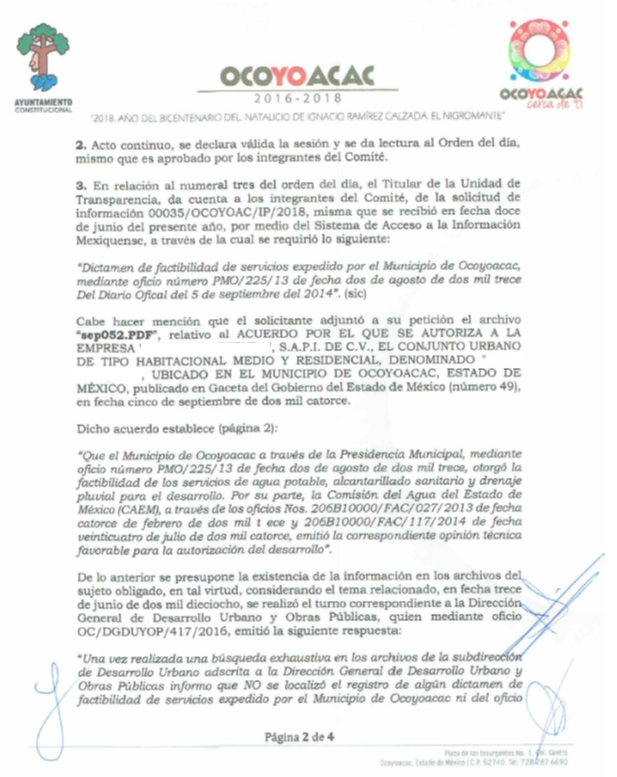 AYUNTAMIENTO
CONSTITUCIONAL
OCOYOACAC
2016-2018
OCOYOACAC
cerca de ti
"2018. AÑO DEL BICENTENARIO DEL NATALICIO DE IGNACIO RAMÍREZ CALZADA. EL NIGROMANTE"
2. Acto continuo, se declara válida la sesión y se da lectura al Orden del día,
mismo que es aprobado por los integrantes del Comité.
3. En relación al numeral tres del orden del día, el Titular de la Unidad de
Transparencia, da cuenta a los integrantes del Comité, de la solicitud de
información 00035/OCOYOAC/IP/2018, misma que se recibió en fecha doce
de junio del presente año, por medio del Sistema de Acceso a la Información
Mexiquense, a través de la cual se requirió lo siguiente:
"Dictamen de factibilidad de servicios expedido por el Municipio de Ocoyoacac,
mediante oficio número PMO/225/13 de fecha dos de agosto de dos mil trece
Del Diario Ofical del 5 de septiembre del 2014". (sic)
Cabe hacer mención que el solicitante adjuntó a su petición el archivo
"sep052.PDF", relativo al ACUERDO POR EL QUE SE AUTORIZA A LA
EMPRESA ' , S.A.P.I. DE C.V., EL CONJUNTO URBANO
DE TIPO HABITACIONAL MEDIO Y RESIDENCIAL, DENOMINADO "
, UBICADO EN EL MUNICIPIO DE OCOYOACAC, ESTADO DE
MÉXICO, publicado en Gaceta del Gobierno del Estado de México (número 49),
en fecha cinco de septiembre de dos mil catorce.
Dicho acuerdo establece (página 2):
"Que el Municipio de Ocoyoacac a través de la Presidencia Municipal, mediante
oficio número PMO/225/13 de fecha dos de agosto de dos mil trece, otorgó la
factibilidad de los servicios de agua potable, alcantarillado sanitario y drenaje
pluvial para el desarrollo. Por su parte, la Comisión del Agua del Estado de
México (CAEM), a través de los oficios Nos. 206B10000/FAC/027/2013 de fecha
catorce de febrero de dos mil t ece y 206B10000/FAC/117/2014 de fecha
veinticuatro de julio de dos mil catorce, emitió la correspondiente opinión técnica
favorable para la autorización del desarrollo".
De lo anterior se presupone la existencia de la información en los archivos del
sujeto obligado, en tal virtud, considerando el tema relacionado, en fecha trece
de junio de dos mil dieciocho, se realizó el turno correspondiente a la Dirección
General de Desarrollo Urbano y Obras Públicas, quien mediante oficio
OC/DGDUYOP/417/2016, emitió la siguiente respuesta:
"Una vez realizada una búsqueda exhaustiva en los archivos de la subdirección
de Desarrollo Urbano adscrita a la Dirección General de Desarrollo Urbano y
Obras Públicas informo que NO se localizó el registro de algún dictamen de
factibilidad de servicios expedido por el Municipio de Ocoyoacac ni del oficio
Página 2 de 4
Plaza de los Insurgentes No. 1, Col. Centro
Ocoyoacac, Estado de México | C.P. 52740. Tel: 728 287 6690